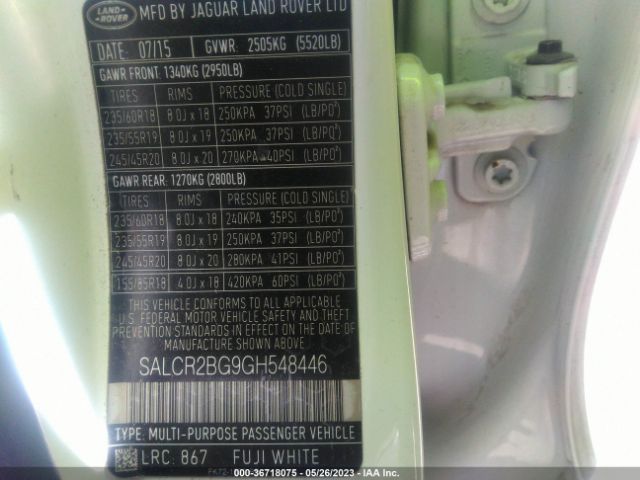 LAND-ROVER
MFD BY JAGUAR LAND ROVER LTD
DATE: 07/15 GVWR: 2505KG (5520LB)
GAWR FRONT: 1340KG (2950LB)
TIRES RIMS PRESSURE (COLD SINGLE)
235/60R18 8.0J x 18 250KPA 37PSI (LB/PO²)
235/55R19 8.0J x 19 250KPA 37PSI (LB/PO²)
245/45R20 8.0J x 20 270KPA 40PSI (LB/PO²)
GAWR REAR: 1270KG (2800LB)
TIRES RIMS PRESSURE (COLD SINGLE)
235/60R18 8.0J x 18 240KPA 35PSI (LB/PO²)
235/55R19 8.0J x 19 250KPA 37PSI (LB/PO²)
245/45R20 8.0J x 20 280KPA 41PSI (LB/PO²)
155/85R18 4.0J x 18 420KPA 60PSI (LB/PO²)
THIS VEHICLE CONFORMS TO ALL APPLICABLE
U.S. FEDERAL MOTOR VEHICLE SAFETY AND THEFT
PREVENTION STANDARDS IN EFFECT ON THE DATE OF
MANUFACTURE SHOWN ABOVE
SALCR2BG9GH548446
TYPE: MULTI-PURPOSE PASSENGER VEHICLE
LRC: 867 FUJI WHITE
000-36718075 — 05/26/2023 — IAA Inc.